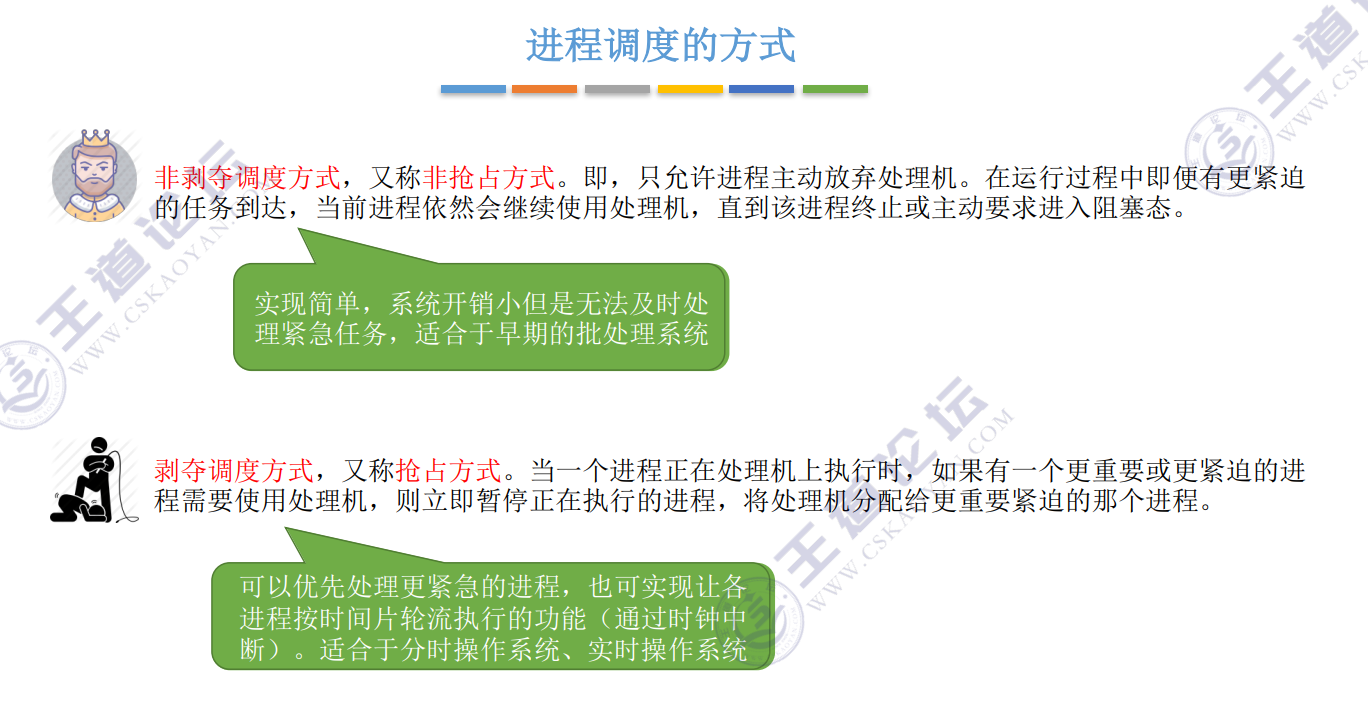 进程调度的方式
非剥夺调度方式，又称非抢占方式。即，只允许进程主动放弃处理机。在运行过程中即便有更紧迫
的任务到达，当前进程依然会继续使用处理机，直到该进程终止或主动要求进入阻塞态。
实现简单，系统开销小但是无法及时处
理紧急任务，适合于早期的批处理系统
剥夺调度方式，又称抢占方式。当一个进程正在处理机上执行时，如果有一个更重要或更紧迫的进
程需要使用处理机，则立即暂停正在执行的进程，将处理机分配给更重要紧迫的那个进程。
可以优先处理更紧急的进程，也可实现让各
进程按时间片轮流执行的功能（通过时钟中
断）。适合于分时操作系统、实时操作系统
王道论坛
WWW.CSKAOYAN.COM
王道论坛
WWW.CSKAOYAN.COM
王道
WWW.CSK